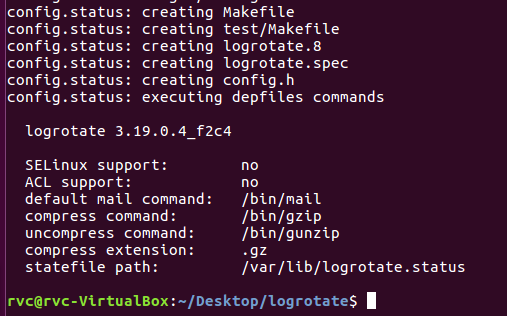 config.status: creating Makefile
config.status: creating test/Makefile
config.status: creating logrotate.8
config.status: creating logrotate.spec
config.status: creating config.h
config.status: executing depfiles commands
logrotate 3.19.0.4_f2c4
SELinux support: no
ACL support: no
default mail command: /bin/mail
compress command: /bin/gzip
uncompress command: /bin/gunzip
compress extension: .gz
statefile path: /var/lib/logrotate.status
rvc@rvc-VirtualBox:~/Desktop/logrotate$